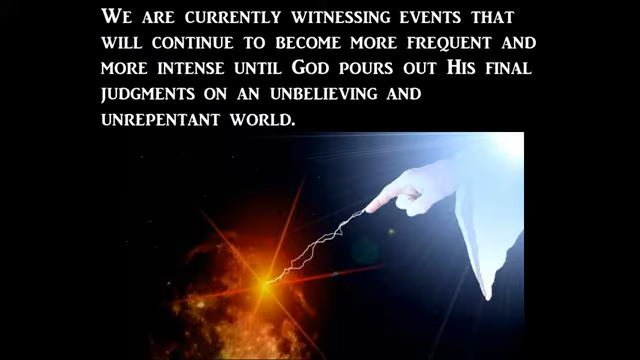 We are currently witnessing events that
will continue to become more frequent and
more intense until God pours out His final
judgments on an unbelieving and
unrepentant world.